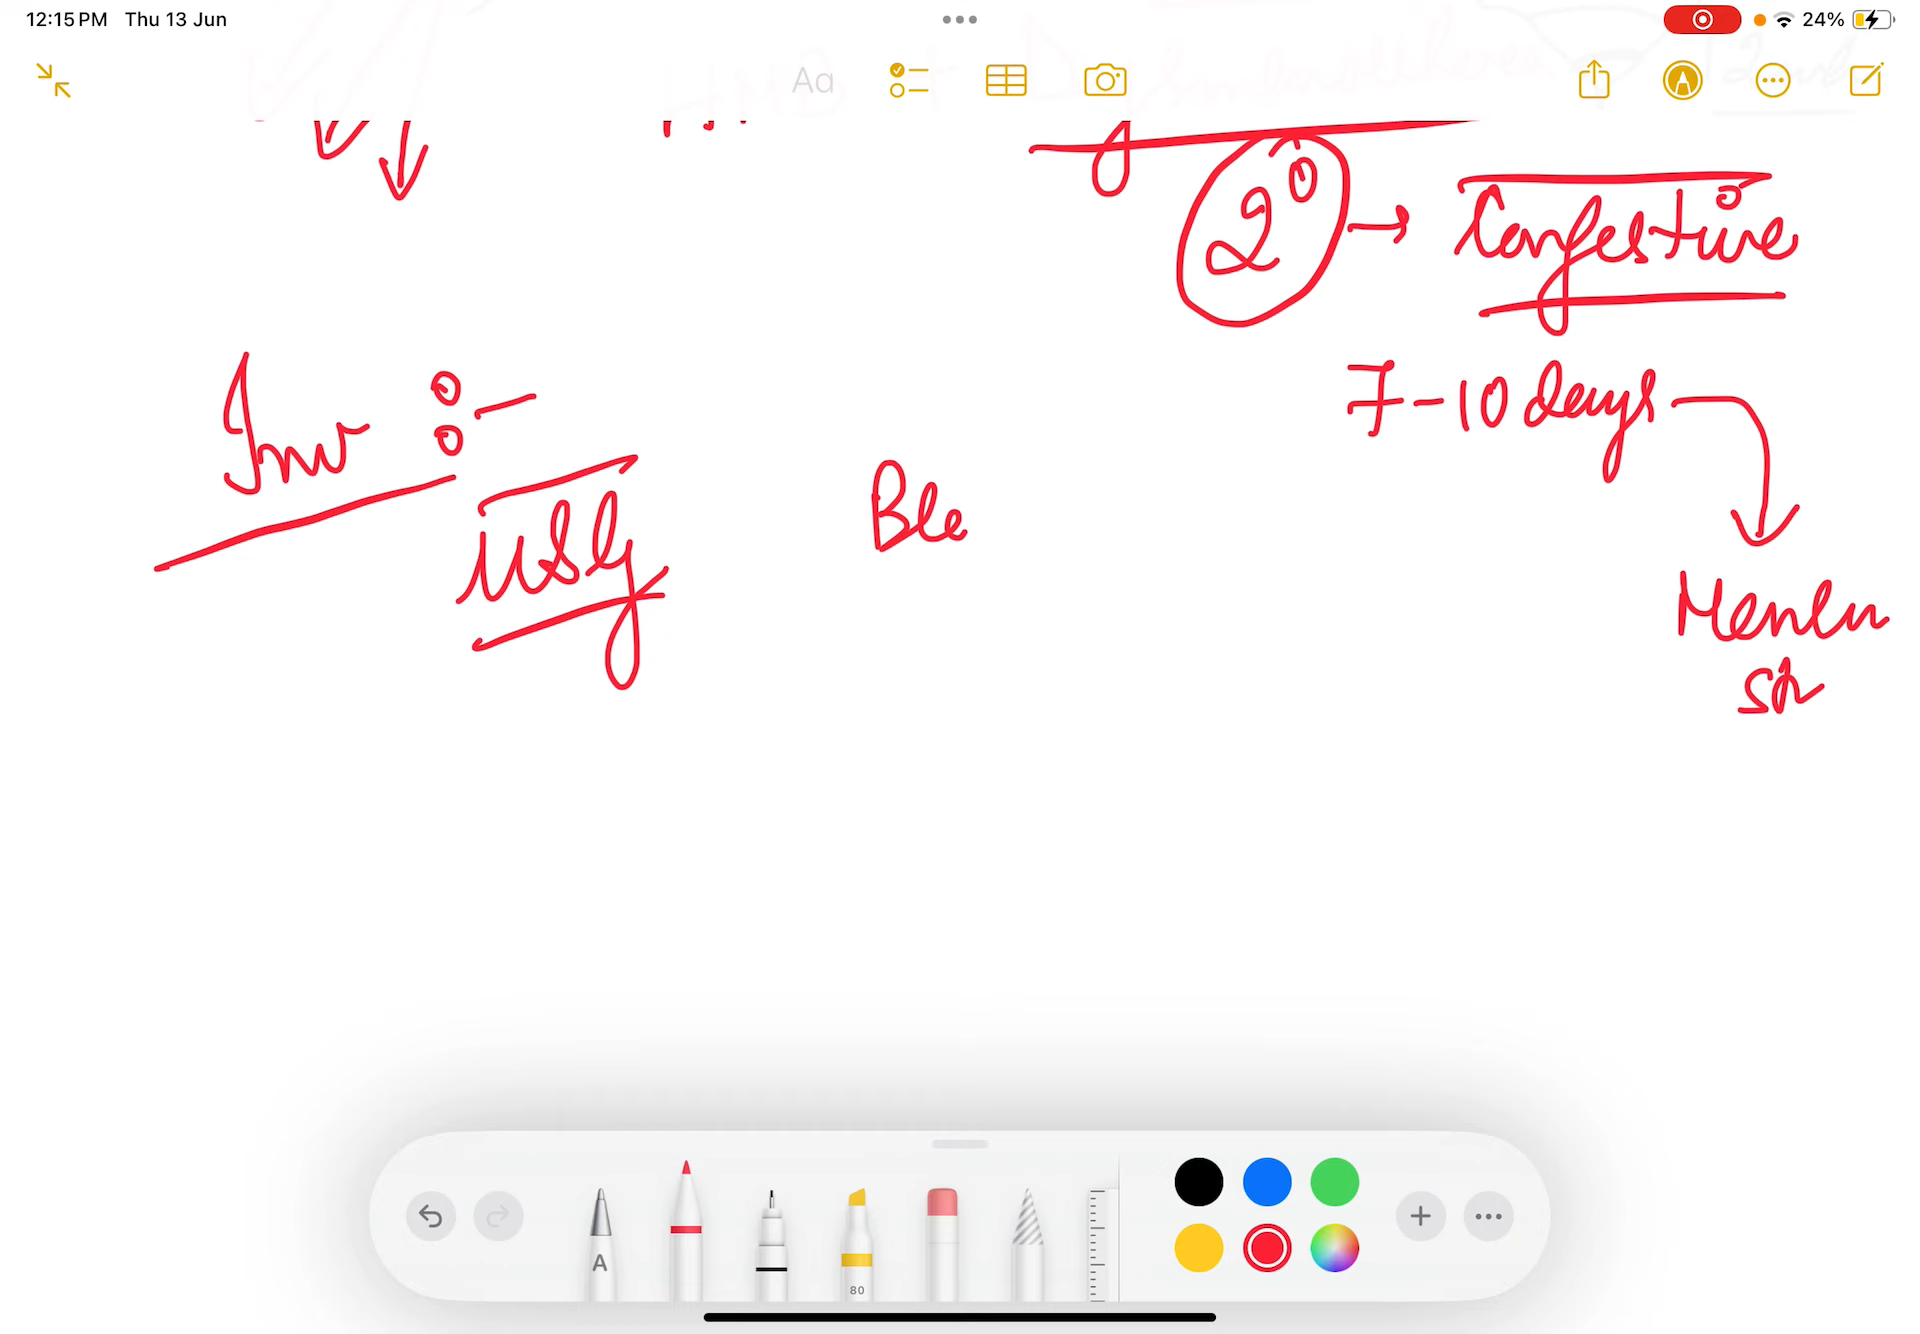 12:15 PM Thu 13 Jun
24%
Aa
2° → Congestive
7-10 days
Inv :-
USG
Ble
Menstr
A
80